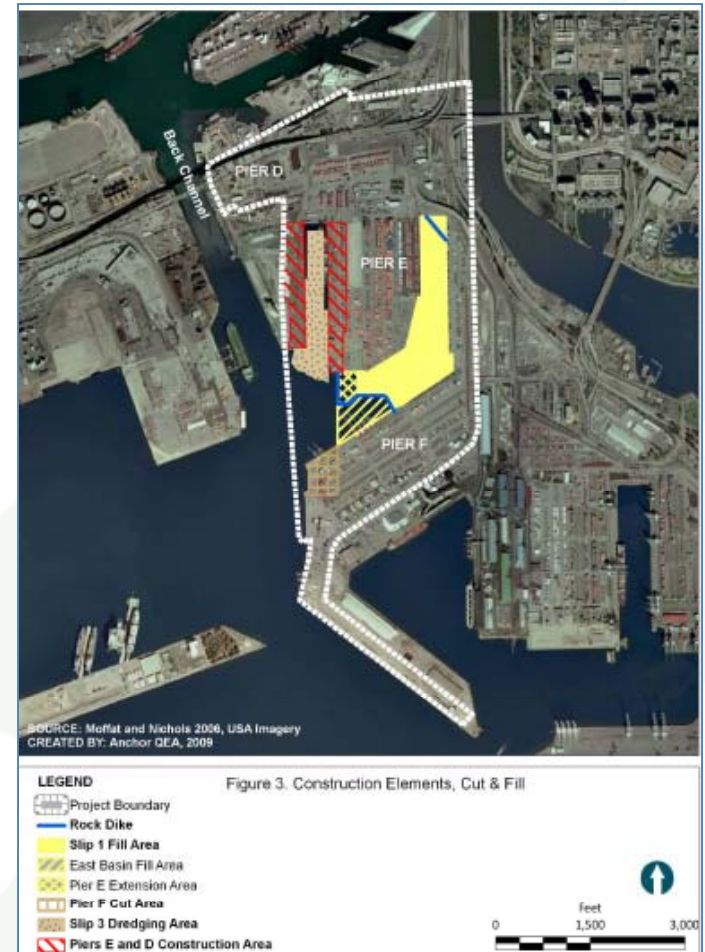 Back Channel
PIER D
PIER E
PIER F
SOURCE: Moffat and Nichols 2006, USA Imagery
CREATED BY: Anchor QEA, 2009
LEGEND
Figure 3. Construction Elements, Cut & Fill
Project Boundary
Rock Dike
Slip 1 Fill Area
East Basin Fill Area
Pier E Extension Area
Pier F Cut Area
Slip 3 Dredging Area
Piers E and D Construction Area
Feet
0 1,500 3,000